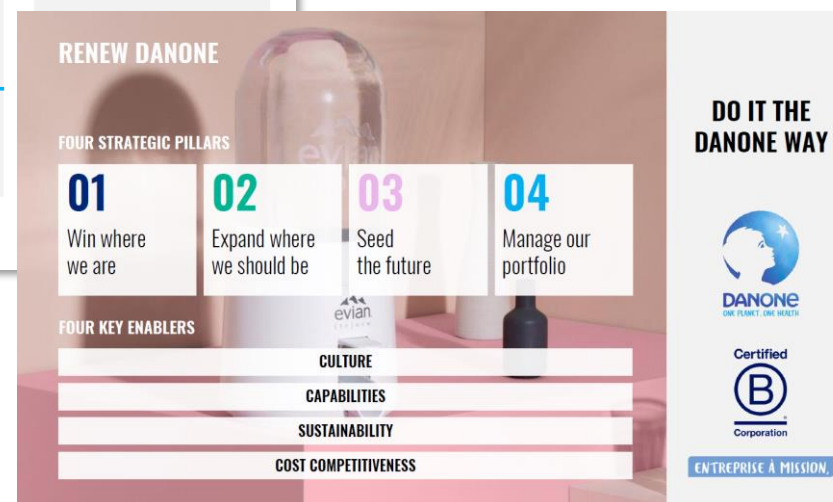 RENEW DANONE
FOUR STRATEGIC PILLARS
01
Win where
we are
02
Expand where
we should be
03
Seed
the future
04
Manage our
portfolio
evian
evian
FOUR KEY ENABLERS
CULTURE
CAPABILITIES
SUSTAINABILITY
COST COMPETITIVENESS
DO IT THE
DANONE WAY
DANONE
ONE PLANET. ONE HEALTH
Certified
B
Corporation
ENTREPRISE À MISSION,